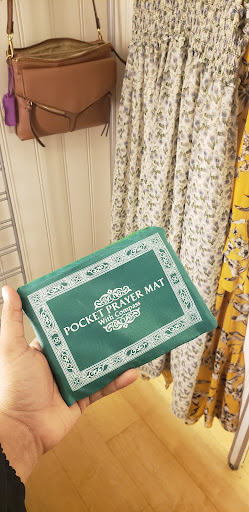 POCKET PRAYER MAT
With Compass